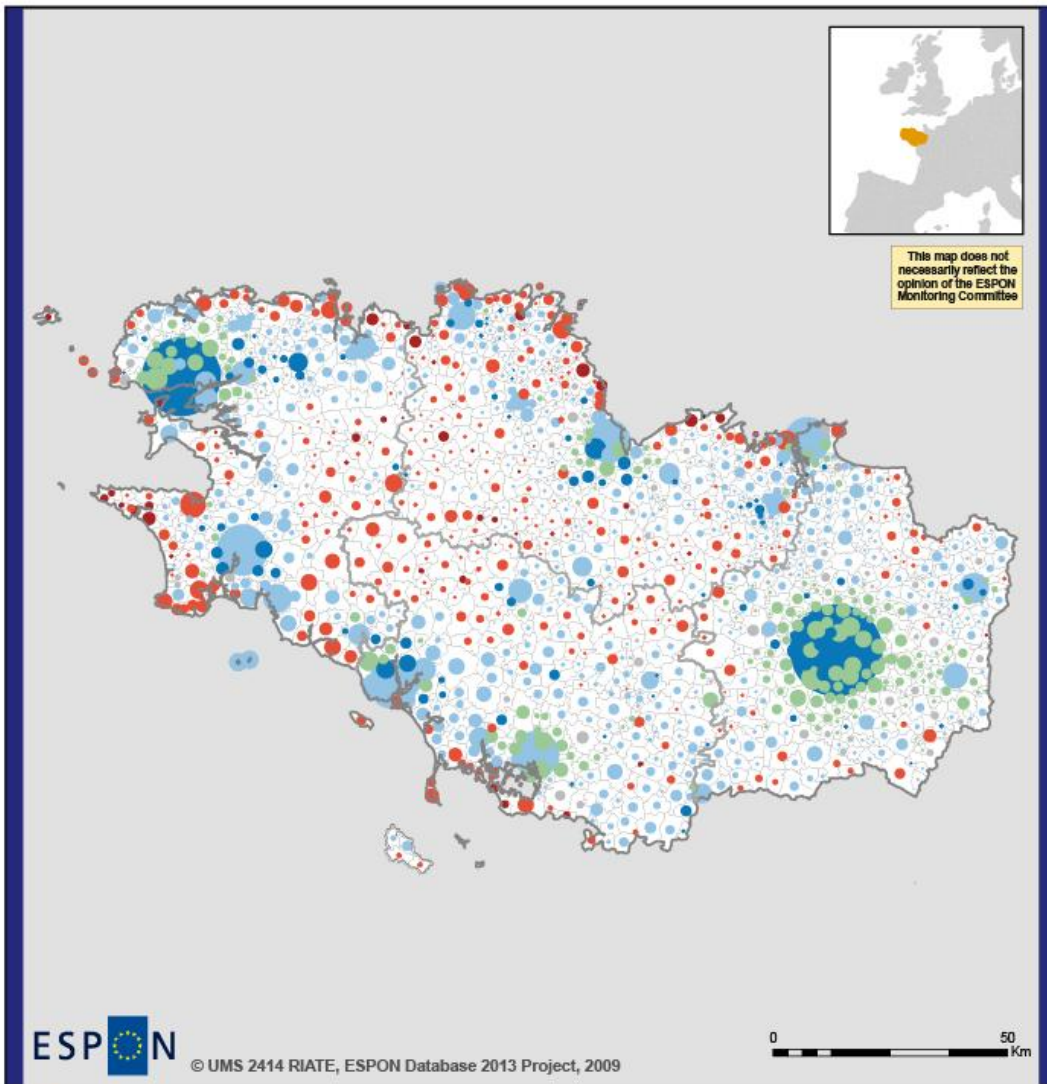 This map does not
necessarily reflect the
opinion of the ESPON
Monitoring Committee
ESPON
© UMS 2414 RIATE, ESPON Database 2013 Project, 2009
0 50
Km